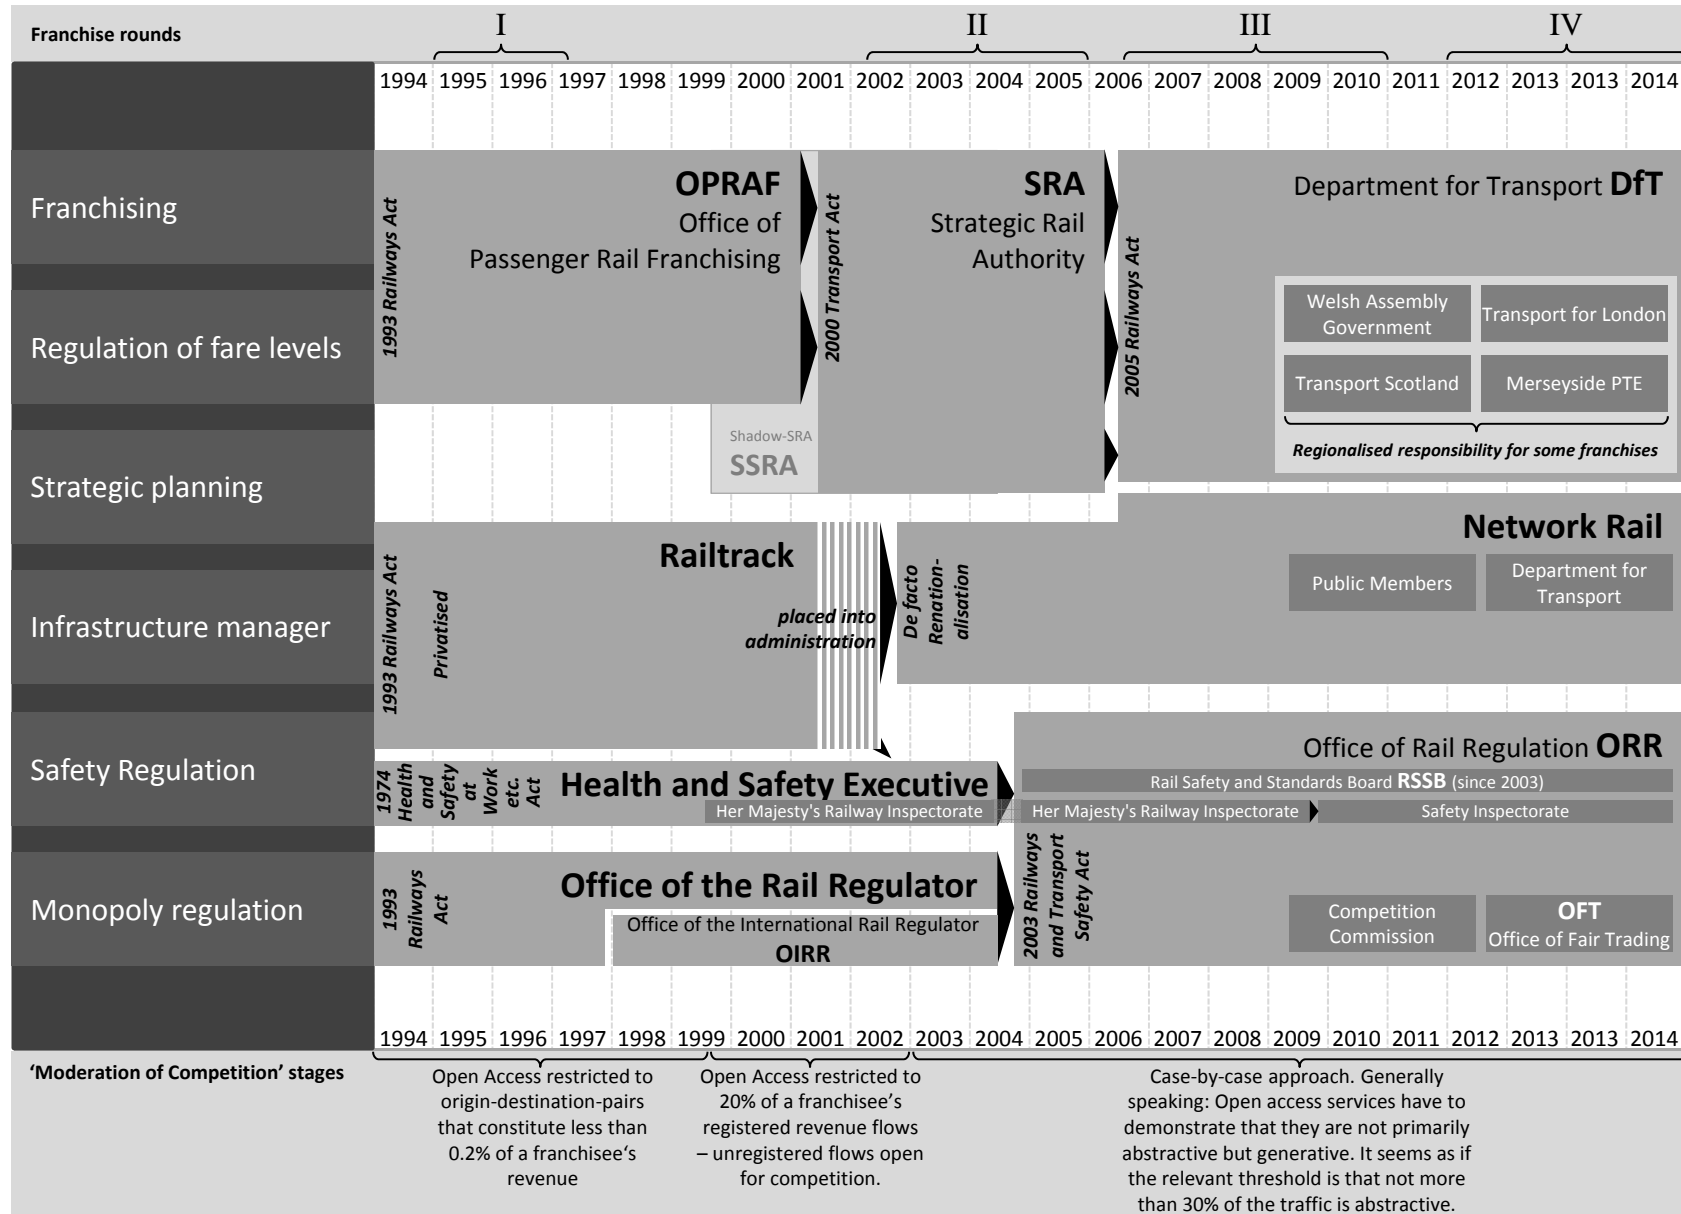 Franchise rounds
I
II
III
IV
1994 1995 1996 1997 1998 1999 2000 2001 2002 2003 2004 2005 2006 2007 2008 2009 2010 2011 2012 2013 2013 2014
Franchising
1993 Railways Act
OPRAF
Office of
Passenger Rail Franchising
2000 Transport Act
SRA
Strategic Rail
Authority
2005 Railways Act
Department for Transport DfT
Regulation of fare levels
Welsh Assembly
Government
Transport for London
Transport Scotland
Merseyside PTE
Regionalised responsibility for some franchises
Strategic planning
Shadow-SRA
SSRA
Infrastructure manager
1993 Railways Act
Privatised
Railtrack
placed into
administration
De facto
Renation-
alisation
Network Rail
Public Members
Department for
Transport
Safety Regulation
1974
Health
and
Safety
at
Work
etc.
Act
Health and Safety Executive
Her Majesty's Railway Inspectorate
Office of Rail Regulation ORR
Rail Safety and Standards Board RSSB (since 2003)
Her Majesty's Railway Inspectorate
Safety Inspectorate
Monopoly regulation
1993
Railways
Act
Office of the Rail Regulator
Office of the International Rail Regulator
OIRR
2003 Railways
and Transport
Safety Act
Competition
Commission
OFT
Office of Fair Trading
1994 1995 1996 1997 1998 1999 2000 2001 2002 2003 2004 2005 2006 2007 2008 2009 2010 2011 2012 2013 2013 2014
‘Moderation of Competition’ stages
Open Access restricted to
origin-destination-pairs
that constitute less than
0.2% of a franchisee‘s
revenue
Open Access restricted to
20% of a franchisee’s
registered revenue flows
– unregistered flows open
for competition.
Case-by-case approach. Generally
speaking: Open access services have to
demonstrate that they are not primarily
abstractive but generative. It seems as if
the relevant threshold is that not more
than 30% of the traffic is abstractive.